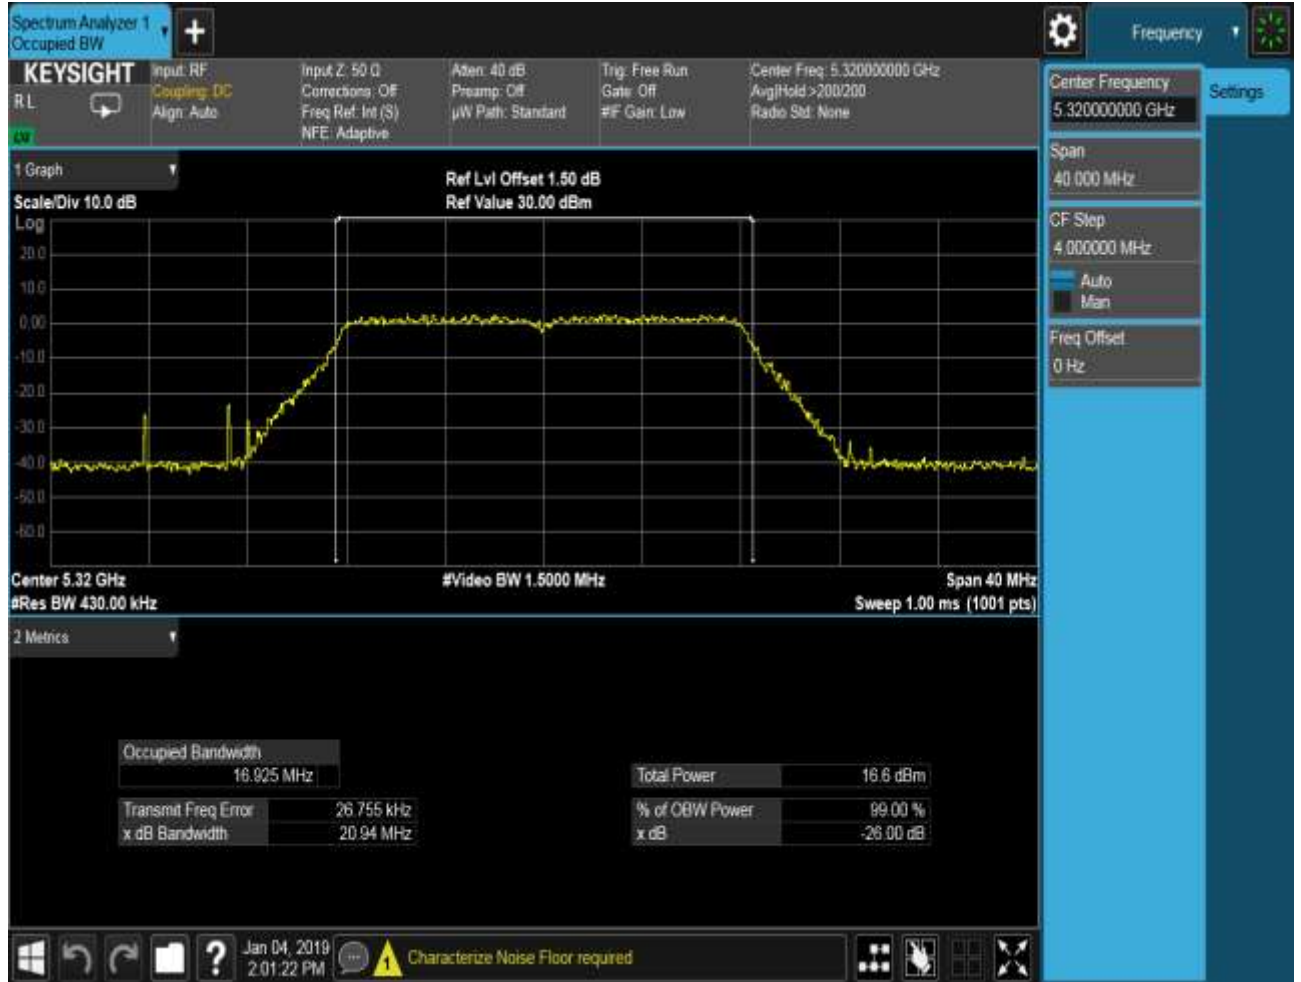 Spectrum Analyzer 1
Occupied BW
Frequency
KEYSIGHT
R L
Input: RF
Coupling: DC
Align: Auto
Input Z: 50 Ω
Corrections: Off
Freq Ref: Int (S)
NFE: Adaptive
Atten: 40 dB
Preamp: Off
µW Path: Standard
Trig: Free Run
Gate: Off
#IF Gain: Low
Center Freq: 5.320000000 GHz
Avg|Hold:>200/200
Radio Std: None
Center Frequency
5.320000000 GHz
Settings
Span
40.000 MHz
CF Step
4.000000 MHz
Auto
Man
Freq Offset
0 Hz
1 Graph
Ref Lvl Offset 1.50 dB
Scale/Div 10.0 dB
Ref Value 30.00 dBm
Log
20.0
10.0
0.00
-10.0
-20.0
-30.0
-40.0
-50.0
-60.0
Center 5.32 GHz
#Video BW 1.5000 MHz
Span 40 MHz
#Res BW 430.00 kHz
Sweep 1.00 ms (1001 pts)
2 Metrics
Occupied Bandwidth
16.925 MHz
Total Power 16.6 dBm
Transmit Freq Error 26.755 kHz
% of OBW Power 99.00 %
x dB Bandwidth 20.94 MHz
x dB -26.00 dB
?
Jan 04, 2019
2:01:22 PM
1
Characterize Noise Floor required